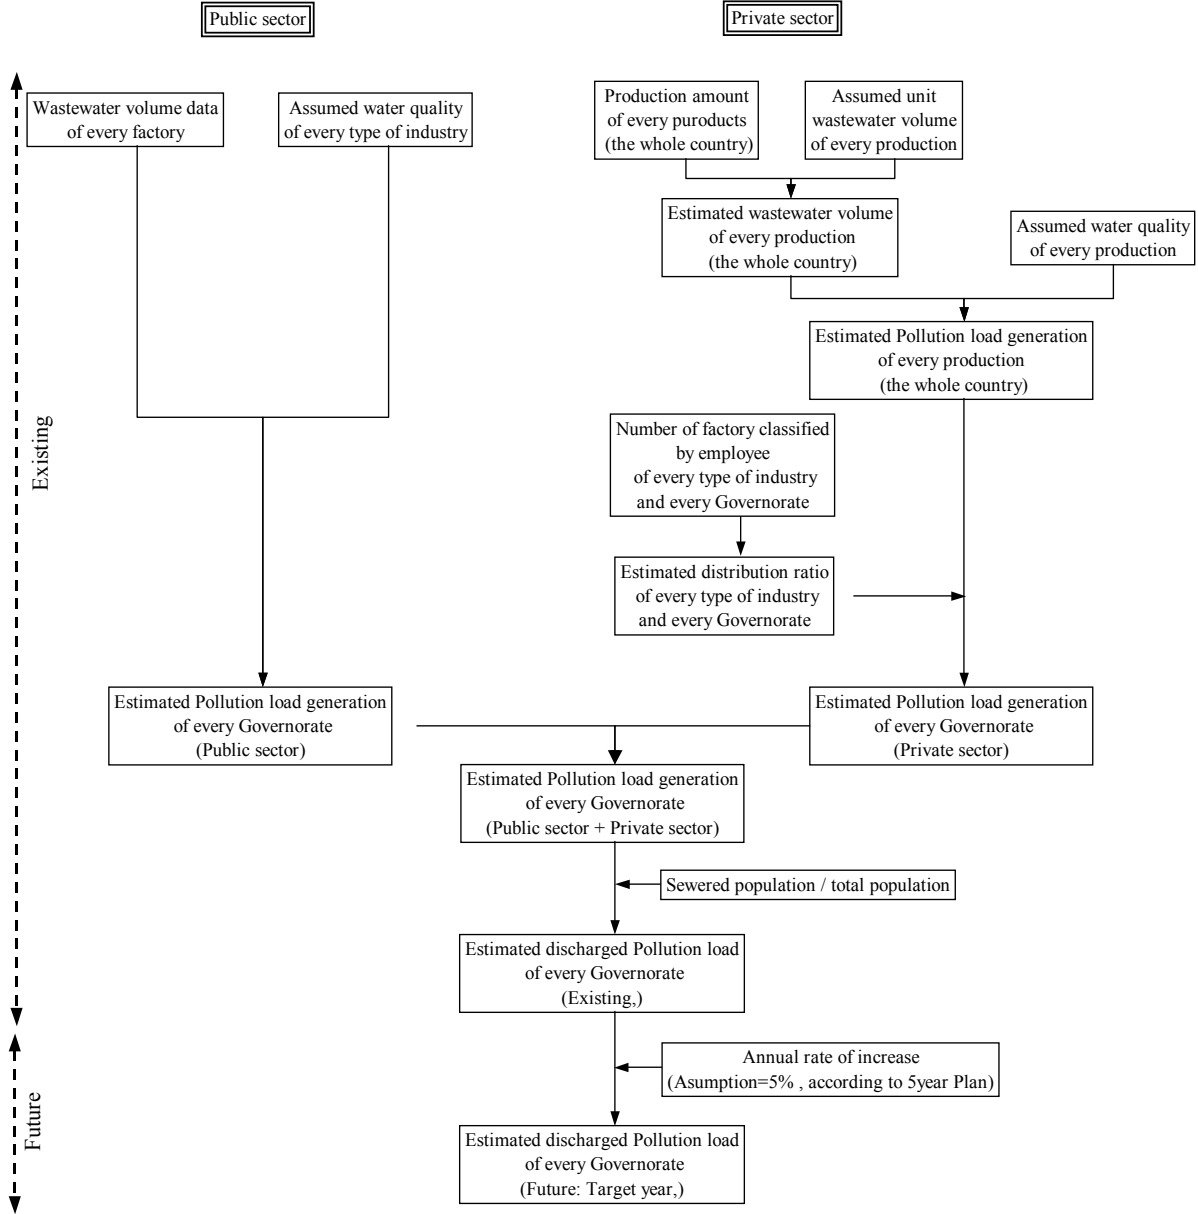 Public sector
Private sector
Wastewater volume data
of every factory
Assumed water quality
of every type of industry
Production amount
of every puroducts
(the whole country)
Assumed unit
wastewater volume
of every production
Estimated wastewater volume
of every production
(the whole country)
Assumed water quality
of every production
Estimated Pollution load generation
of every production
(the whole country)
Existing
Number of factory classified
by employee
of every type of industry
and every Governorate
Estimated distribution ratio
of every type of industry
and every Governorate
Estimated Pollution load generation
of every Governorate
(Public sector)
Estimated Pollution load generation
of every Governorate
(Private sector)
Estimated Pollution load generation
of every Governorate
(Public sector + Private sector)
Sewered population / total population
Estimated discharged Pollution load
of every Governorate
(Existing,)
Future
Annual rate of increase
(Asumption=5% , according to 5year Plan)
Estimated discharged Pollution load
of every Governorate
(Future: Target year,)